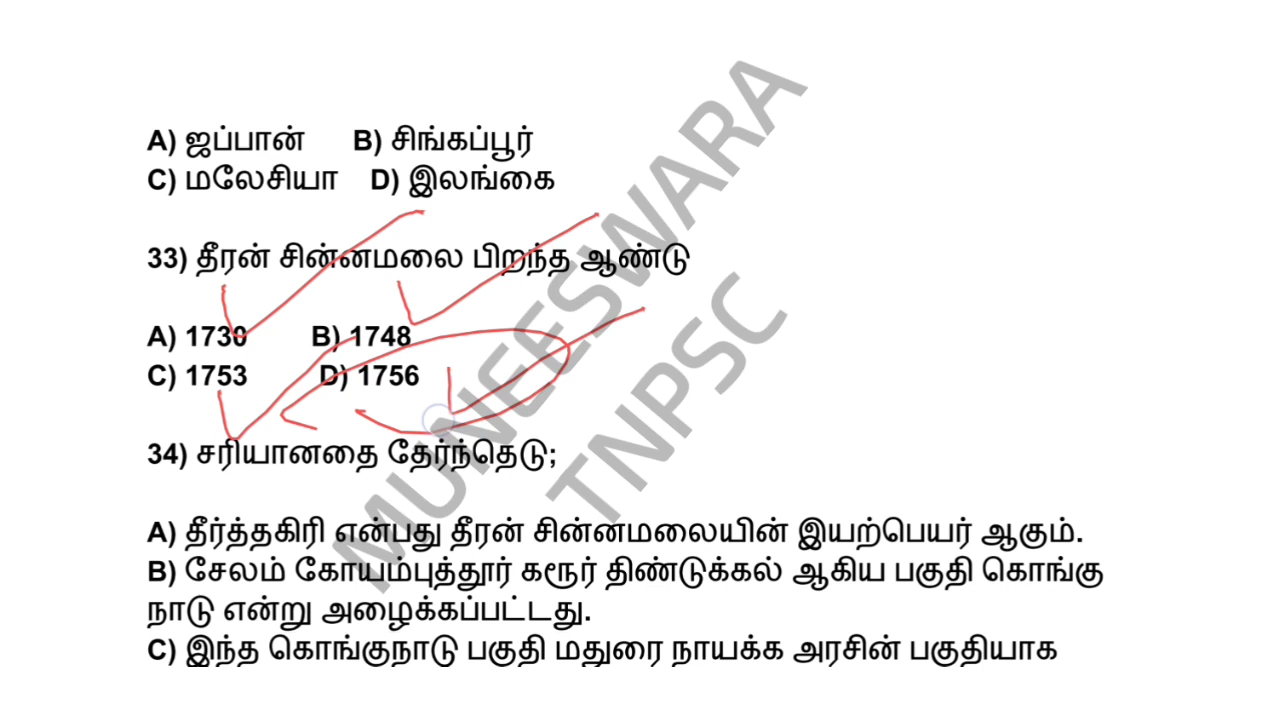 A) ஜப்பான் B) சிங்கப்பூர்
C) மலேசியா D) இலங்கை
33) தீரன் சின்னமலை பிறந்த ஆண்டு
A) 1730 B) 1748
C) 1753 D) 1756
34) சரியானதை தேர்ந்தெடு;
A) தீர்த்தகிரி என்பது தீரன் சின்னமலையின் இயற்பெயர் ஆகும்.
B) சேலம் கோயம்புத்தூர் கரூர் திண்டுக்கல் ஆகிய பகுதி கொங்கு
நாடு என்று அழைக்கப்பட்டது.
C) இந்த கொங்குநாடு பகுதி மதுரை நாயக்க அரசின் பகுதியாக
MUNEESWARA
TNPSC